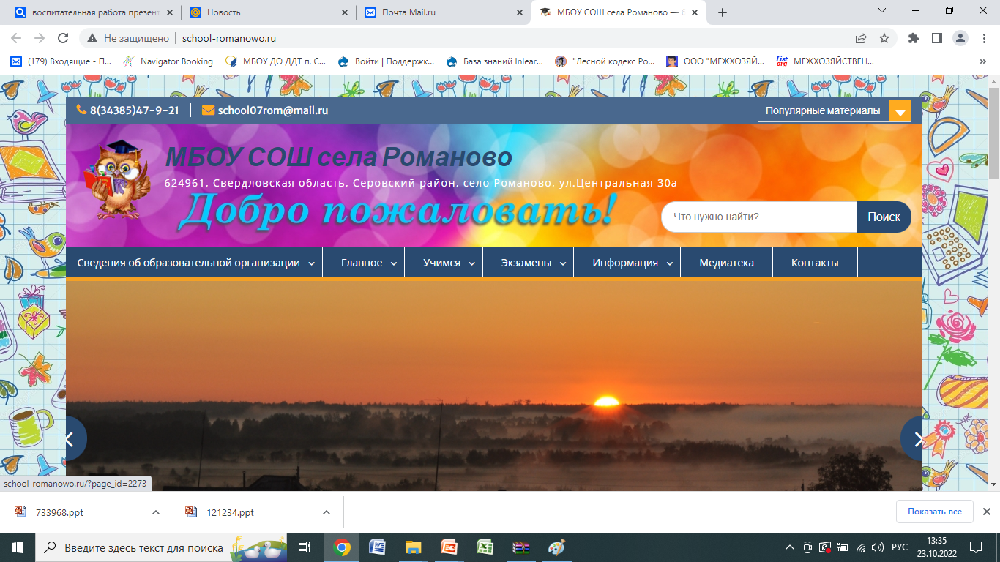 воспитательная работа презент
Новость
Почта Mail.ru
МБОУ СОШ села Романово —
Не защищено
school-romanowo.ru
(179) Входящие - П...
Navigator Booking
МБОУ ДО ДДТ п. С...
Войти | Поддержк...
База знаний Inlear...
"Лесной кодекс Ро...
ООО "МЕЖХОЗЯЙ...
List org
МЕЖХОЗЯЙСТВЕН...
»
8(34385)47-9-21
school07rom@mail.ru
Популярные материалы
МБОУ СОШ села Романово
624961, Свердловская область, Серовский район, село Романово, ул.Центральная 30а
Добро пожаловать!
Что нужно найти?...
Поиск
Сведения об образовательной организации
Главное
Учимся
Экзамены
Информация
Медиатека
Контакты
school-romanowo.ru/?page_id=2273
733968.ppt
121234.ppt
Показать все
Введите здесь текст для поиска
РУС
13:35
23.10.2022